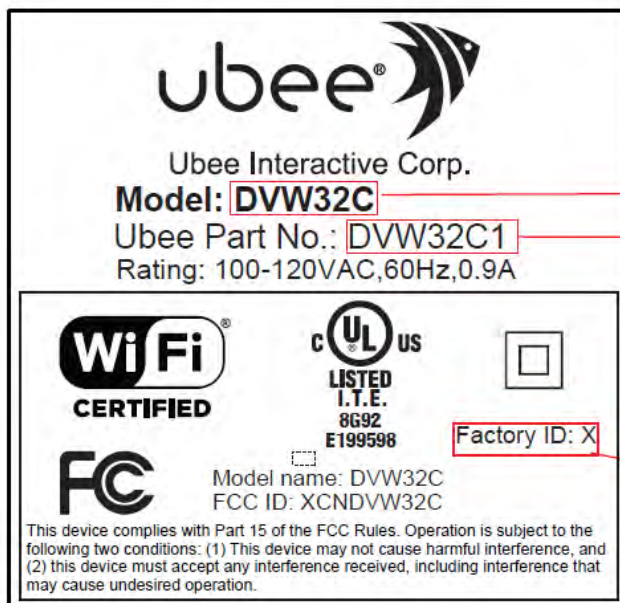 ubee®
Ubee Interactive Corp.
Model: DVW32C
Ubee Part No.: DVW32C1
Rating: 100-120VAC,60Hz,0.9A
Wi Fi®
CERTIFIED
C UL® US
LISTED
I.T.E.
8G92
E199598
Factory ID: X
FC
Model name: DVW32C
FCC ID: XCNDVW32C
This device complies with Part 15 of the FCC Rules. Operation is subject to the
following two conditions: (1) This device may not cause harmful interference, and
(2) this device must accept any interference received, including interference that
may cause undesired operation.